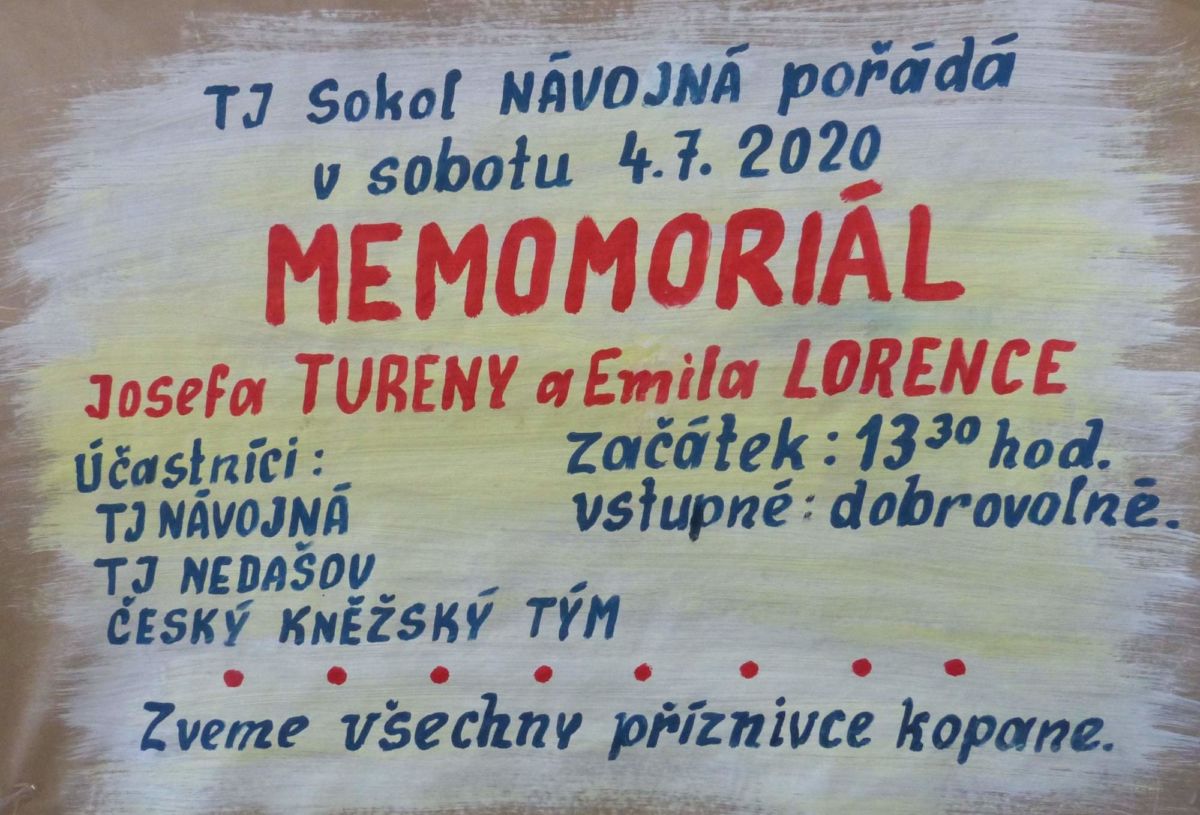 TJ Sokol NÁVOJNÁ pořádá
v sobotu 4.7. 2020
MEMOMORIÁL
Josefa TURENY a Emila LORENCE
Účastníci:
TJ NÁVOJNÁ
TJ NEDAŠOV
ČESKÝ KNĚŽSKÝ TÝM
začátek: 13³⁰ hod.
vstupné: dobrovolné.
Zveme všechny příznivce kopane.